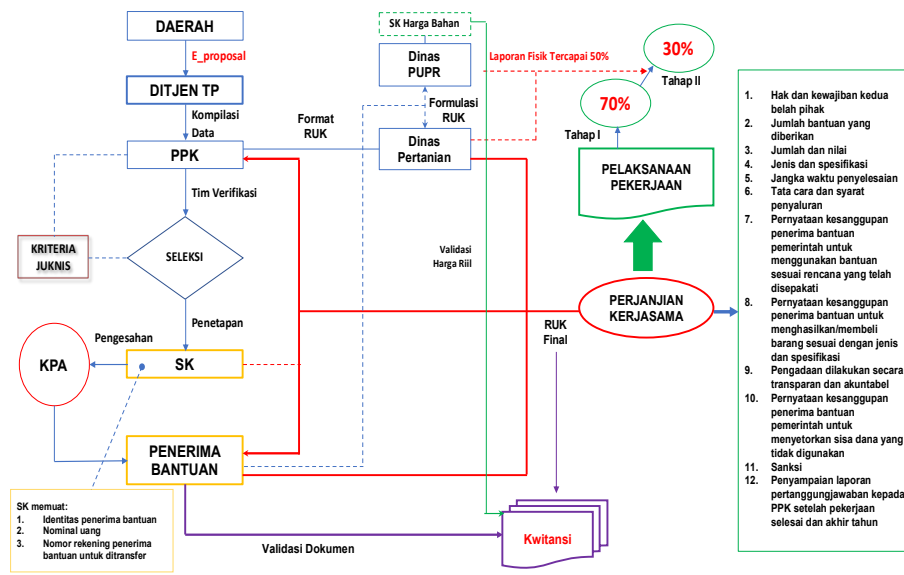 DAERAH
E_proposal
DITJEN TP
Kompilasi
Data
PPK
Tim Verifikasi
KRITERIA
JUKNIS
SELEKSI
Penetapan
Pengesahan
KPA
SK
PENERIMA
BANTUAN
SK memuat:
1. Identitas penerima bantuan
2. Nominal uang
3. Nomor rekening penerima
bantuan untuk ditransfer
Validasi Dokumen
Format
RUK
SK Harga Bahan
Dinas
PUPR
Formulasi
RUK
Dinas
Pertanian
Laporan Fisik Tercapai 50%
Validasi
Harga Riil
30%
Tahap II
70%
Tahap I
PELAKSANAAN
PEKERJAAN
PERJANJIAN
KERJASAMA
RUK
Final
Kwitansi
1. Hak dan kewajiban kedua
belah pihak
2. Jumlah bantuan yang
diberikan
3. Jumlah dan nilai
4. Jenis dan spesifikasi
5. Jangka waktu penyelesaian
6. Tata cara dan syarat
penyaluran
7. Pernyataan kesanggupan
penerima bantuan
pemerintah untuk
menggunakan bantuan
sesuai rencana yang telah
disepakati
8. Pernyataan kesanggupan
penerima bantuan untuk
menghasilkan/membeli
barang sesuai dengan jenis
dan spesifikasi
9. Pengadaan dilakukan secara
transparan dan akuntabel
10. Pernyataan kesanggupan
penerima bantuan
pemerintah untuk
menyetorkan sisa dana yang
tidak digunakan
11. Sanksi
12. Penyampaian laporan
pertanggungjawaban kepada
PPK setelah pekerjaan
selesai dan akhir tahun